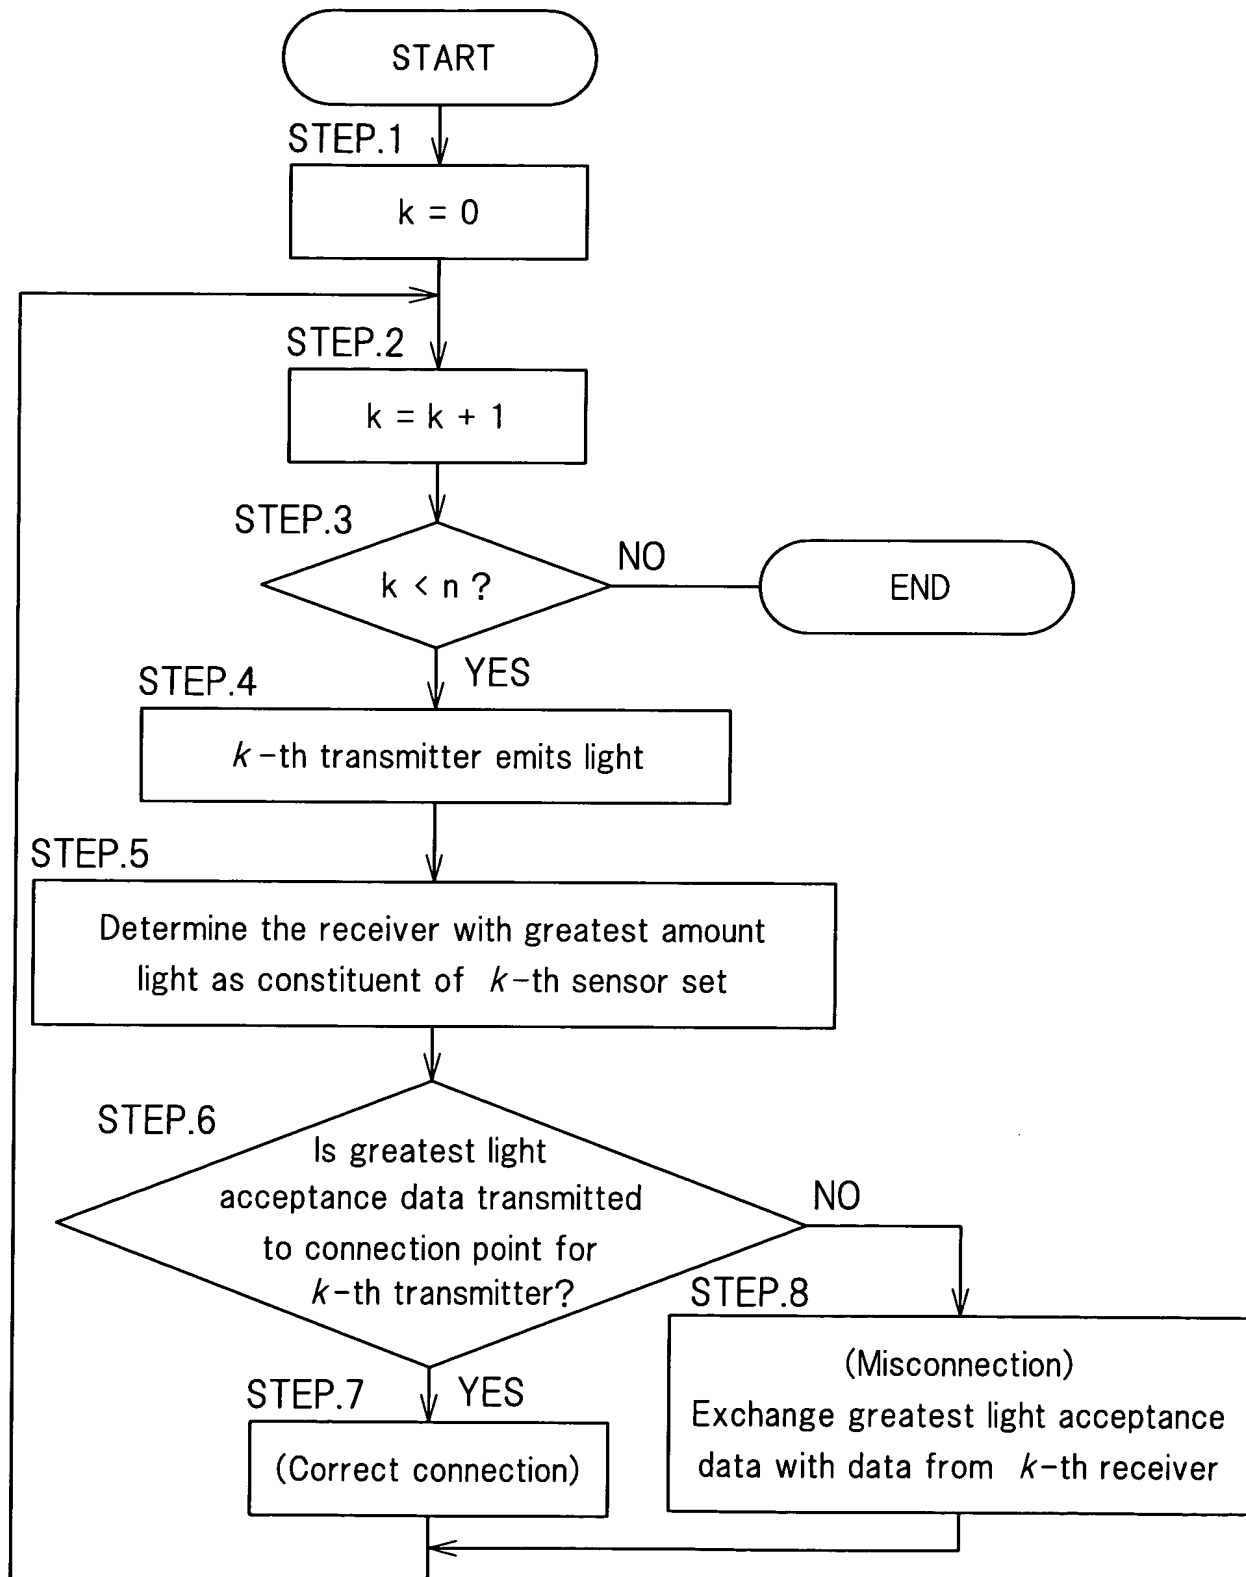 START
STEP.1
k = 0
STEP.2
k = k + 1
STEP.3
k < n ?
NO
END
YES
STEP.4
k-th transmitter emits light
STEP.5
Determine the receiver with greatest amount
light as constituent of k-th sensor set
STEP.6
Is greatest light
acceptance data transmitted
to connection point for
k-th transmitter?
NO
STEP.8
(Misconnection)
Exchange greatest light acceptance
data with data from k-th receiver
STEP.7
YES
(Correct connection)